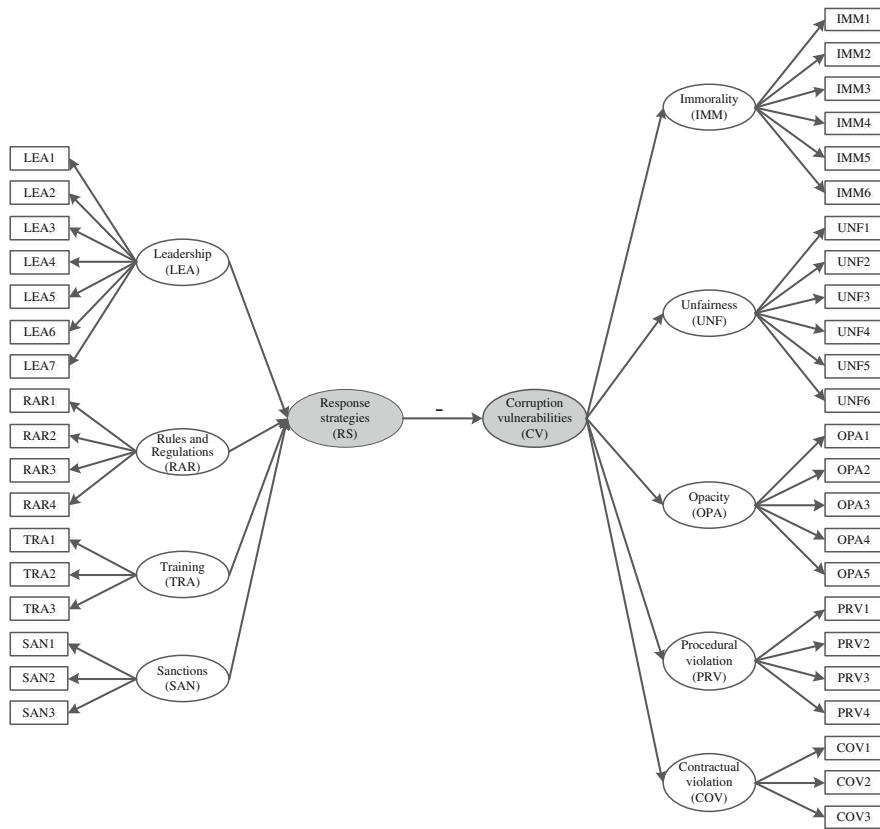 LEA1
LEA2
LEA3
LEA4
LEA5
LEA6
LEA7
RAR1
RAR2
RAR3
RAR4
TRA1
TRA2
TRA3
SAN1
SAN2
SAN3
Leadership
(LEA)
Rules and
Regulations
(RAR)
Training
(TRA)
Sanctions
(SAN)
Response
strategies
(RS)
-
Corruption
vulnerabilities
(CV)
Immorality
(IMM)
Unfairness
(UNF)
Opacity
(OPA)
Procedural
violation
(PRV)
Contractual
violation
(COV)
IMM1
IMM2
IMM3
IMM4
IMM5
IMM6
UNF1
UNF2
UNF3
UNF4
UNF5
UNF6
OPA1
OPA2
OPA3
OPA4
OPA5
PRV1
PRV2
PRV3
PRV4
COV1
COV2
COV3